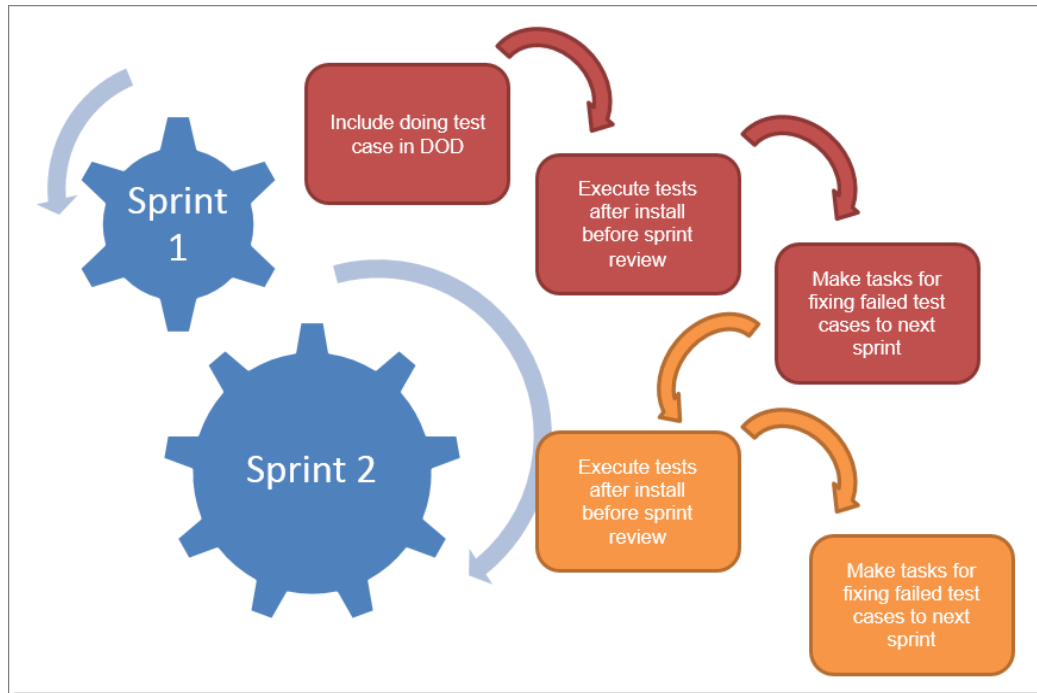 Sprint
1
Include doing test
case in DOD
Execute tests
after install
before sprint
review
Make tasks for
fixing failed test
cases to next
sprint
Sprint 2
Execute tests
after install
before sprint
review
Make tasks for
fixing failed test
cases to next
sprint